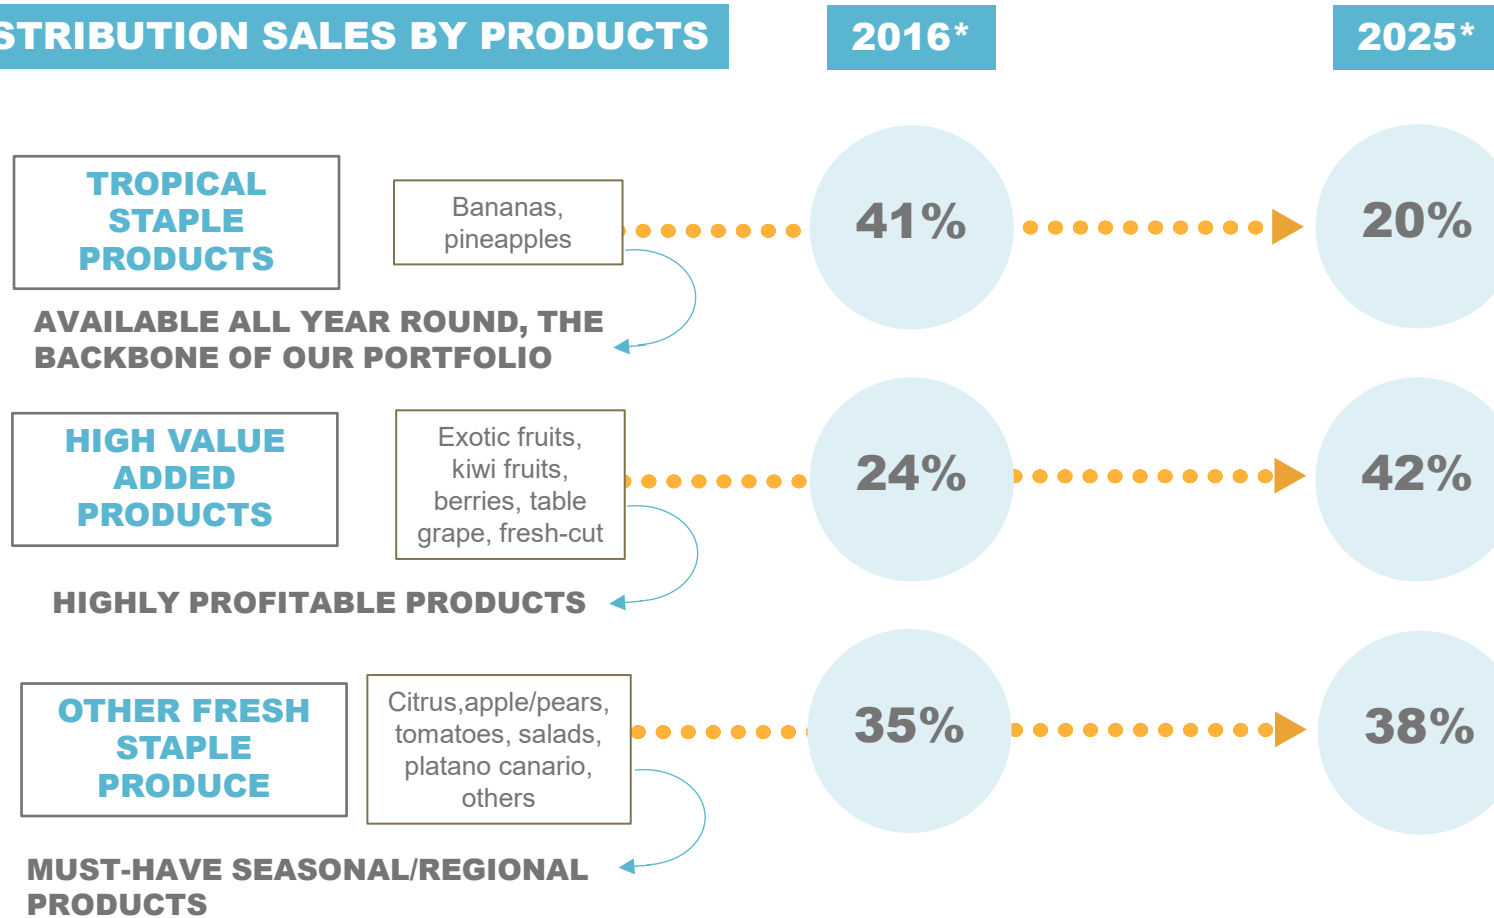 STRIBUTION SALES BY PRODUCTS
2016*
2025*
TROPICAL
STAPLE
PRODUCTS
Bananas,
pineapples
41%
20%
AVAILABLE ALL YEAR ROUND, THE
BACKBONE OF OUR PORTFOLIO
HIGH VALUE
ADDED
PRODUCTS
Exotic fruits,
kiwi fruits,
berries, table
grape, fresh-cut
24%
42%
HIGHLY PROFITABLE PRODUCTS
OTHER FRESH
STAPLE
PRODUCE
Citrus,apple/pears,
tomatoes, salads,
platano canario,
others
35%
38%
MUST-HAVE SEASONAL/REGIONAL
PRODUCTS